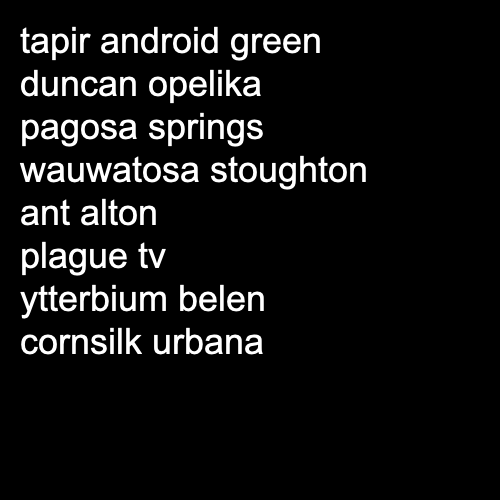 tapir android green
duncan opelika
pagosa springs
wauwatosa stoughton
ant alton
plague tv
ytterbium belen
cornsilk urbana